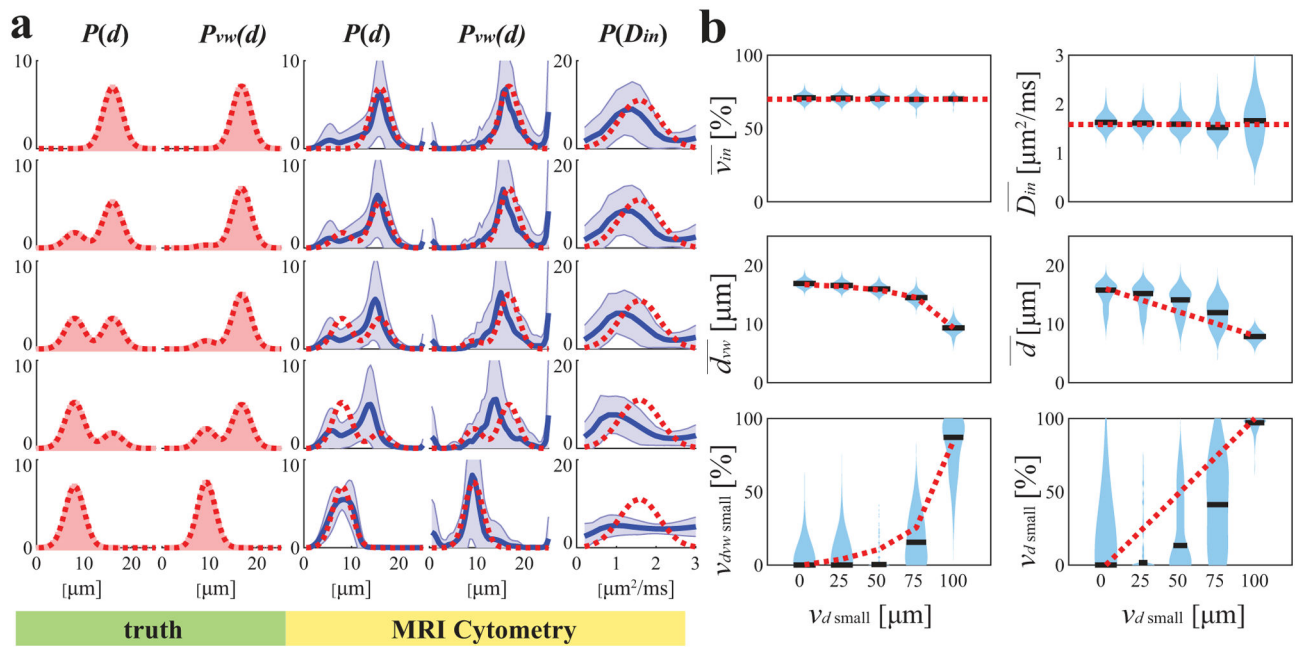 a
P(d) Pvw(d) P(d) Pvw(d) P(Din)
10 10 20
0 0 0
10 10 20
0 0 0
10 10 20
0 0 0
10 10 20
0 0 0
10 10 20
0 0 0
0 10 20 0 10 20 0 10 20 0 10 20 1 2 3
[μm] [μm] [μm] [μm] [μm²/ms]
truth MRI Cytometry
b
100
50
0
vin [%]
3
2
1
0
Din [μm²/ms]
20
10
0
dvw [μm]
20
10
0
d [μm]
100
50
0
vdvw small [%]
0 25 50 75 100
vd small [μm]
100
50
0
vd small [%]
0 25 50 75 100
vd small [μm]